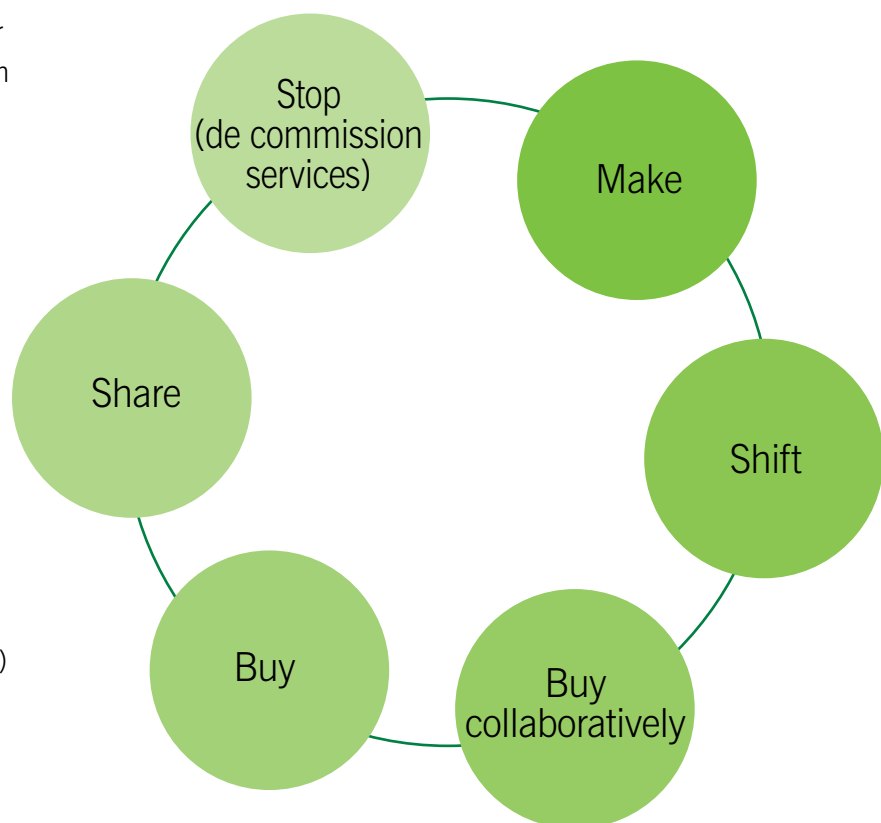 Stop
(de commission
services)
Make
Shift
Buy
collaboratively
Buy
Share
)